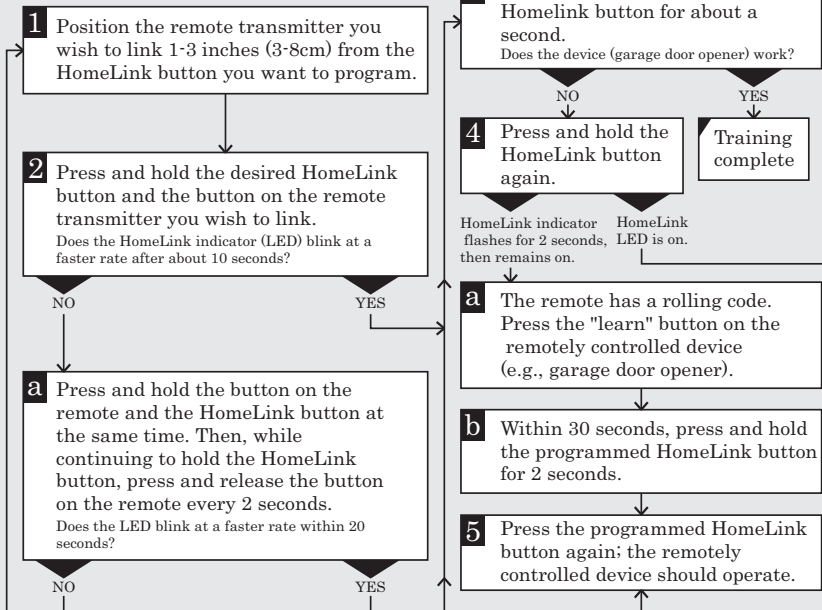 1 Position the remote transmitter you
wish to link 1-3 inches (3-8cm) from the
HomeLink button you want to program.
2 Press and hold the desired HomeLink
button and the button on the remote
transmitter you wish to link.
Does the HomeLink indicator (LED) blink at a
faster rate after about 10 seconds?
NO
YES
a Press and hold the button on the
remote and the HomeLink button at
the same time. Then, while
continuing to hold the HomeLink
button, press and release the button
on the remote every 2 seconds.
Does the LED blink at a faster rate within 20
seconds?
NO
YES
Homelink button for about a
second.
Does the device (garage door opener) work?
NO
YES
4 Press and hold the
HomeLink button
again.
Training
complete
HomeLink indicator
flashes for 2 seconds,
then remains on.
HomeLink
LED is on.
a The remote has a rolling code.
Press the "learn" button on the
remotely controlled device
(e.g., garage door opener).
b Within 30 seconds, press and hold
the programmed HomeLink button
for 2 seconds.
5 Press the programmed HomeLink
button again; the remotely
controlled device should operate.